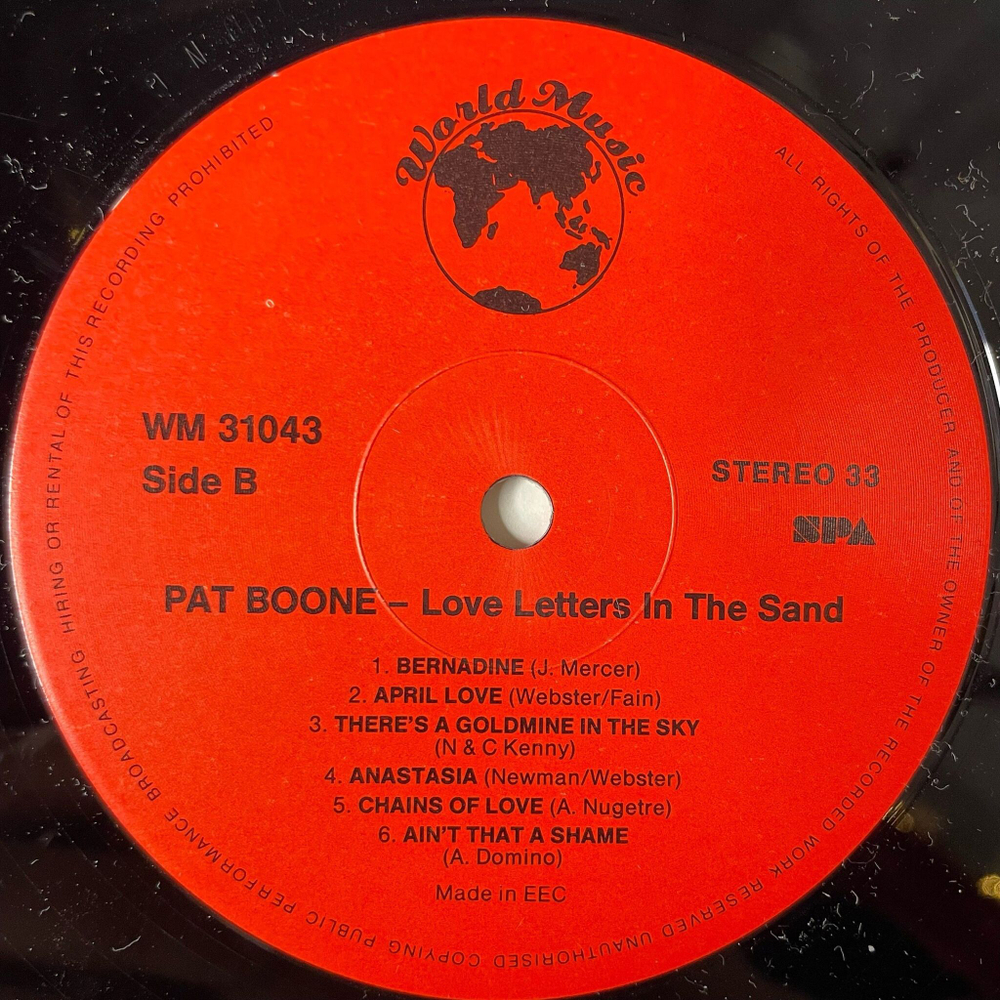 World Music
ALL RIGHTS OF THE PRODUCER AND OF THE OWNER OF THE RECORDED WORK RESERVED UNAUTHORISED COPYING PUBLIC PERFORMANCE BROADCASTING HIRING OR RENTAL OF THIS RECORDING PROHIBITED
WM 31043
Side B
STEREO 33
SPA
PAT BOONE – Love Letters In The Sand
1. BERNADINE (J. Mercer)
2. APRIL LOVE (Webster/Fain)
3. THERE'S A GOLDMINE IN THE SKY
(N & C Kenny)
4. ANASTASIA (Newman/Webster)
5. CHAINS OF LOVE (A. Nugetre)
6. AIN'T THAT A SHAME
(A. Domino)
Made in EEC